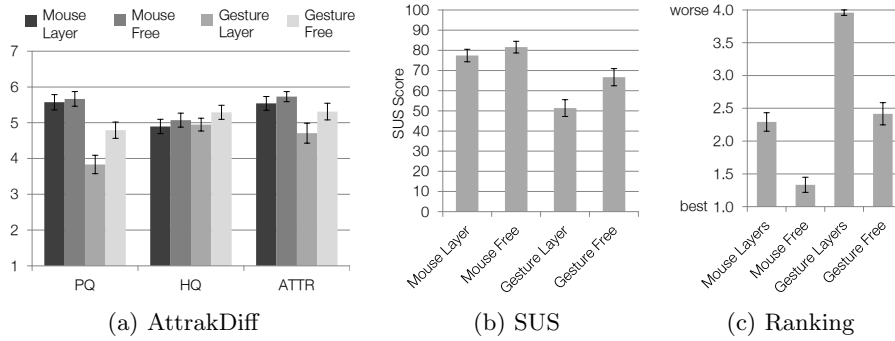 Mouse Layer
Mouse Free
Gesture Layer
Gesture Free
7
6
5
4
3
2
1
PQ
HQ
ATTR
(a) AttrakDiff
SUS Score
100
90
80
70
60
50
40
30
20
10
0
Mouse Layer
Mouse Free
Gesture Layer
Gesture Free
(b) SUS
worse 4.0
3.5
3.0
2.5
2.0
1.5
best 1.0
Mouse Layers
Mouse Free
Gesture Layers
Gesture Free
(c) Ranking